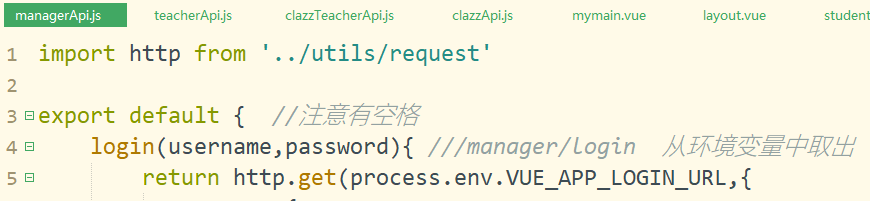 managerApi.js teacherApi.js clazzTeacherApi.js clazzApi.js mymain.vue layout.vue student
1 import http from '../utils/request'
2
3 export default { //注意有空格
4 login(username,password){ ///manager/login 从环境变量中取出
5 return http.get(process.env.VUE_APP_LOGIN_URL,{